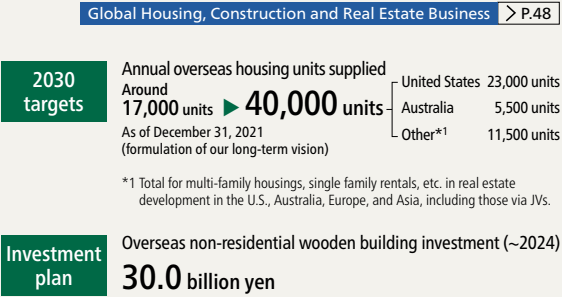 Global Housing, Construction and Real Estate Business > P.48
2030 targets
Annual overseas housing units supplied
Around
17,000 units ▶ 40,000 units
As of December 31, 2021
(formulation of our long-term vision)
United States 23,000 units
Australia 5,500 units
Other*1 11,500 units
*1 Total for multi-family housings, single family rentals, etc. in real estate
development in the U.S., Australia, Europe, and Asia, including those via JVs.
Investment plan
Overseas non-residential wooden building investment (~2024)
30.0 billion yen